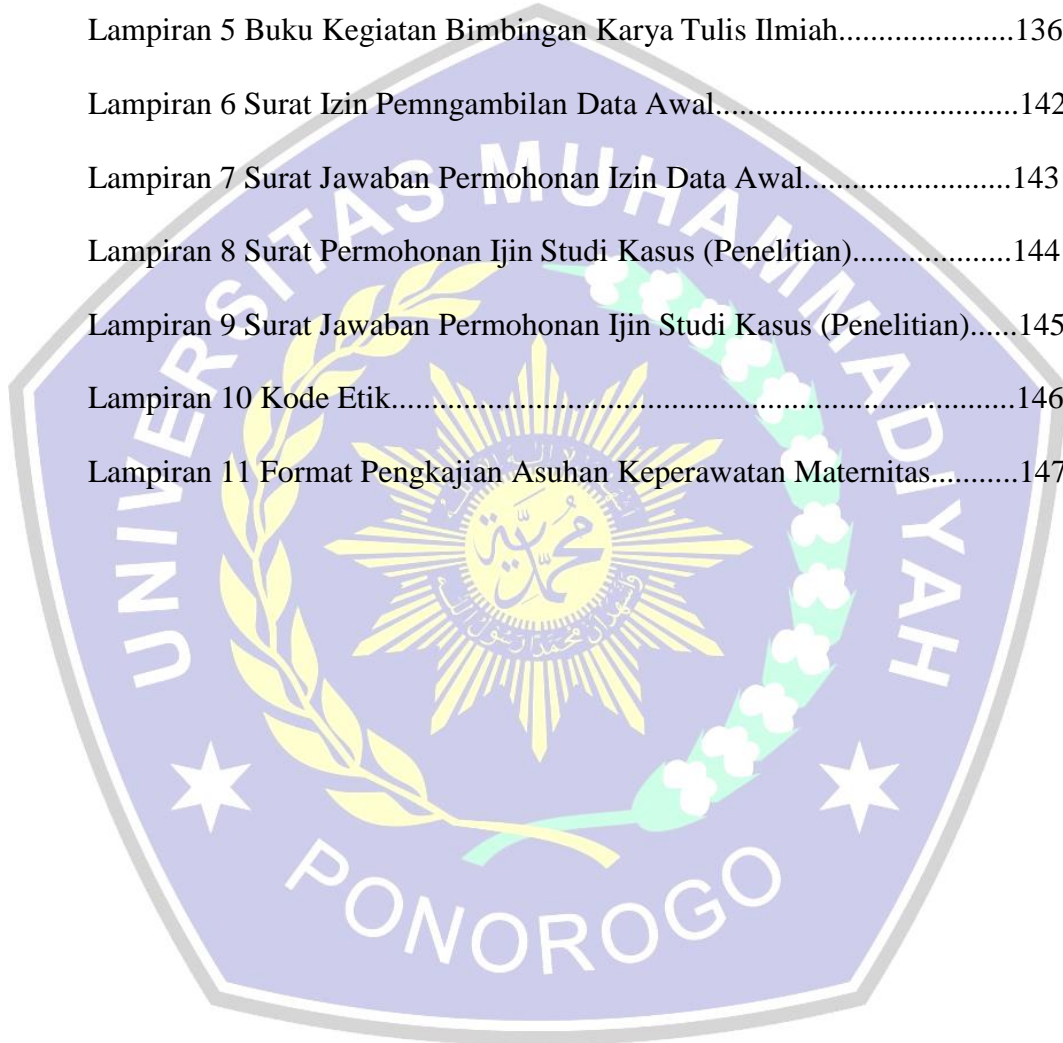 Lampiran 5 Buku Kegiatan Bimbingan Karya Tulis Ilmiah......................136
Lampiran 6 Surat Izin Pemngambilan Data Awal.....................................142
Lampiran 7 Surat Jawaban Permohonan Izin Data Awal..........................143
Lampiran 8 Surat Permohonan Ijin Studi Kasus (Penelitian)....................144
Lampiran 9 Surat Jawaban Permohonan Ijin Studi Kasus (Penelitian)......145
Lampiran 10 Kode Etik..............................................................................146
Lampiran 11 Format Pengkajian Asuhan Keperawatan Maternitas...........147
UNIVERSITAS MUHAMMADIYAH
محمدية
PONOROGO